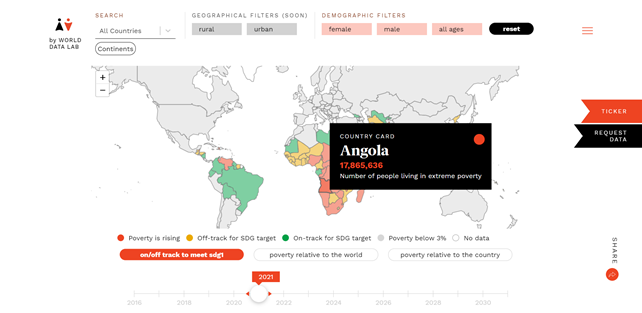 SEARCH
GEOGRAPHICAL FILTERS (SOON)
DEMOGRAPHIC FILTERS
All Countries
rural
urban
female
male
all ages
reset
by WORLD
DATA LAB
Continents
+
−
TICKER
REQUEST
DATA
COUNTRY CARD
Angola
17,865,636
Number of people living in extreme poverty
Poverty is rising
Off-track for SDG target
On-track for SDG target
Poverty below 3%
No data
on/off track to meet sdg1
poverty relative to the world
poverty relative to the country
SHARE
2021
2016
2018
2020
2022
2024
2026
2028
2030